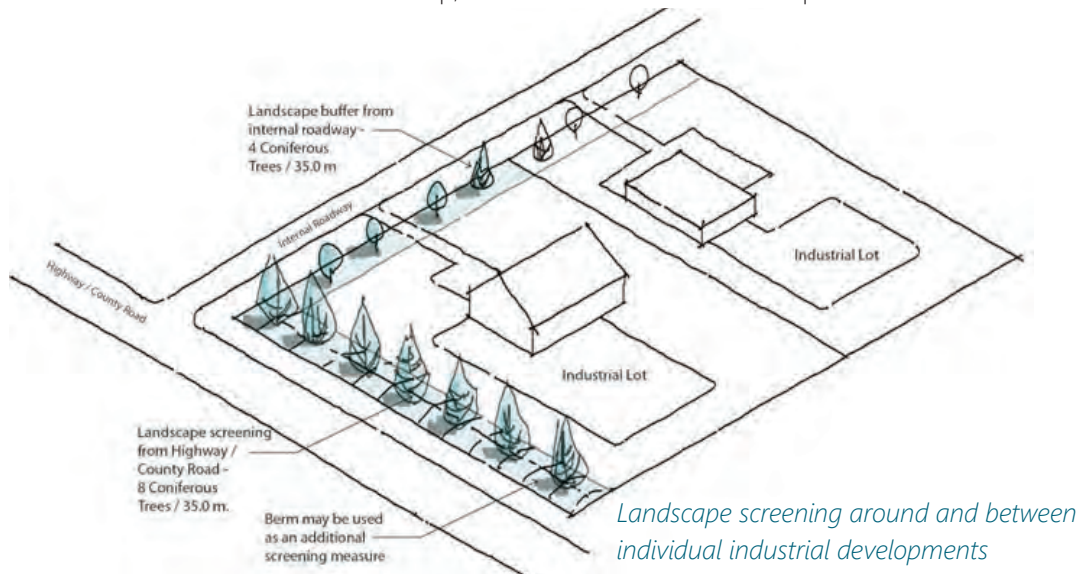 Landscape buffer from
internal roadway -
4 Coniferous
Trees / 35.0 m
Internal Roadway
Highway / County Road
Industrial Lot
Industrial Lot
Landscape screening
from Highway /
County Road -
8 Coniferous
Trees / 35.0 m.
Berm may be used
as an additional
screening measure
Landscape screening around and between
individual industrial developments